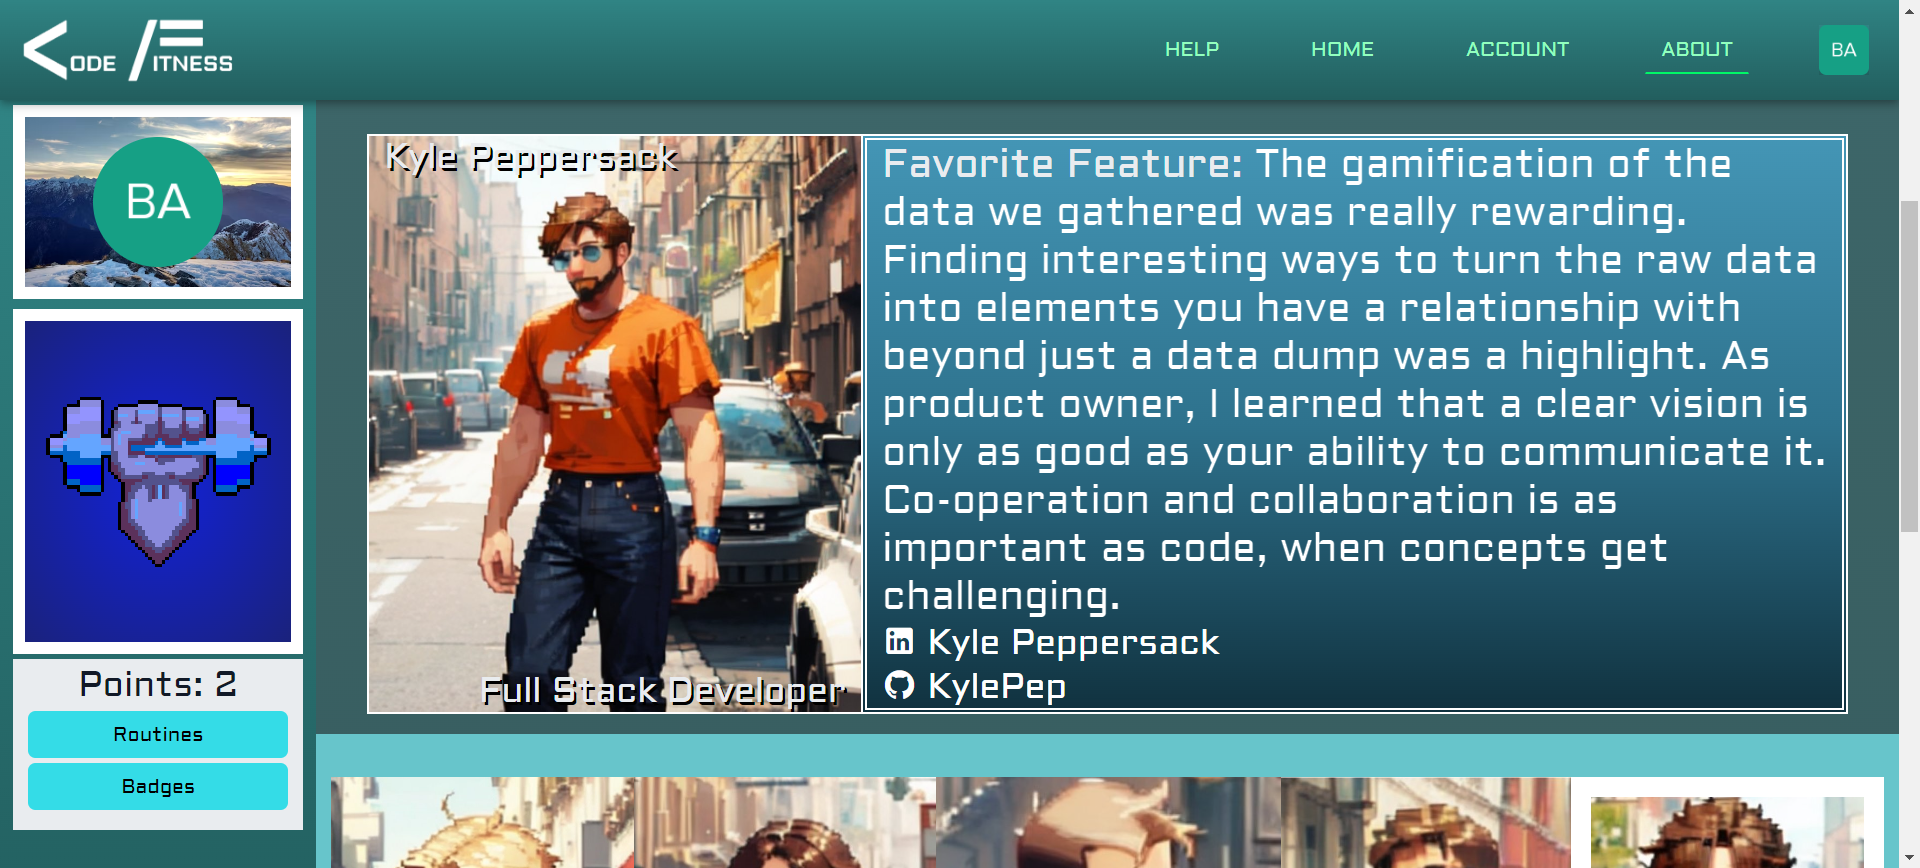 CODE /FITNESS
HELP
HOME
ACCOUNT
ABOUT
BA
BA
Points: 2
Routines
Badges
Kyle Peppersack
Full Stack Developer
Favorite Feature: The gamification of the
data we gathered was really rewarding.
Finding interesting ways to turn the raw data
into elements you have a relationship with
beyond just a data dump was a highlight. As
product owner, I learned that a clear vision is
only as good as your ability to communicate it.
Co-operation and collaboration is as
important as code, when concepts get
challenging.
in Kyle Peppersack
KylePep